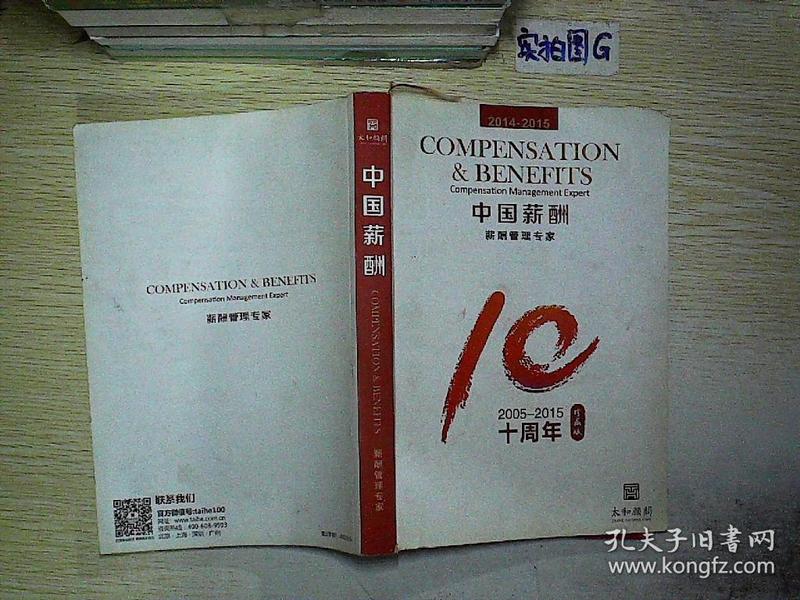 实拍图G
2014-2015
COMPENSATION
& BENEFITS
Compensation Management Expert
中国薪酬
薪酬管理专家
10
2005-2015
十周年
珍藏版
太和顾问
太和顾问
中国薪酬
COMPENSATION & BENEFITS
薪酬管理专家
COMPENSATION & BENEFITS
Compensation Management Expert
薪酬管理专家
联系我们
官方微信号:taihe100
网址: www.taihe.com.cn
北京·上海·深圳·广州
孔夫子旧书网
www.kongfz.com